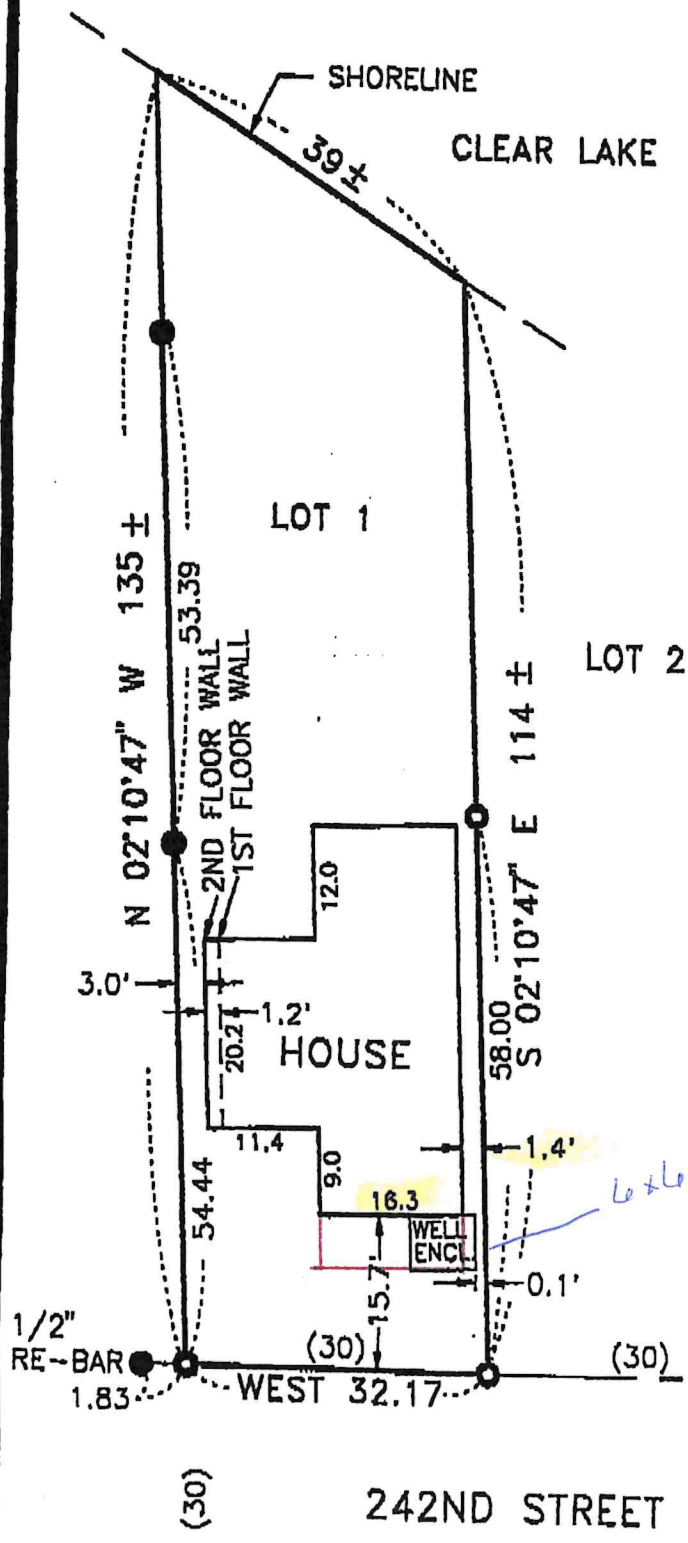 SHORELINE
CLEAR LAKE
39±
LOT 1
N 02°10'47" W 135 ±
53.39
2ND FLOOR WALL
1ST FLOOR WALL
LOT 2
S 02°10'47" E 114 ±
12.0
3.0'
1.2'
20.2
HOUSE
58.00
11.4
9.0
1.4'
54.44
16.3
6x6
WELL
ENCL
15.7'
0.1'
1/2"
RE-BAR
(30)
(30)
1.83
WEST 32.17
(30)
242ND STREET